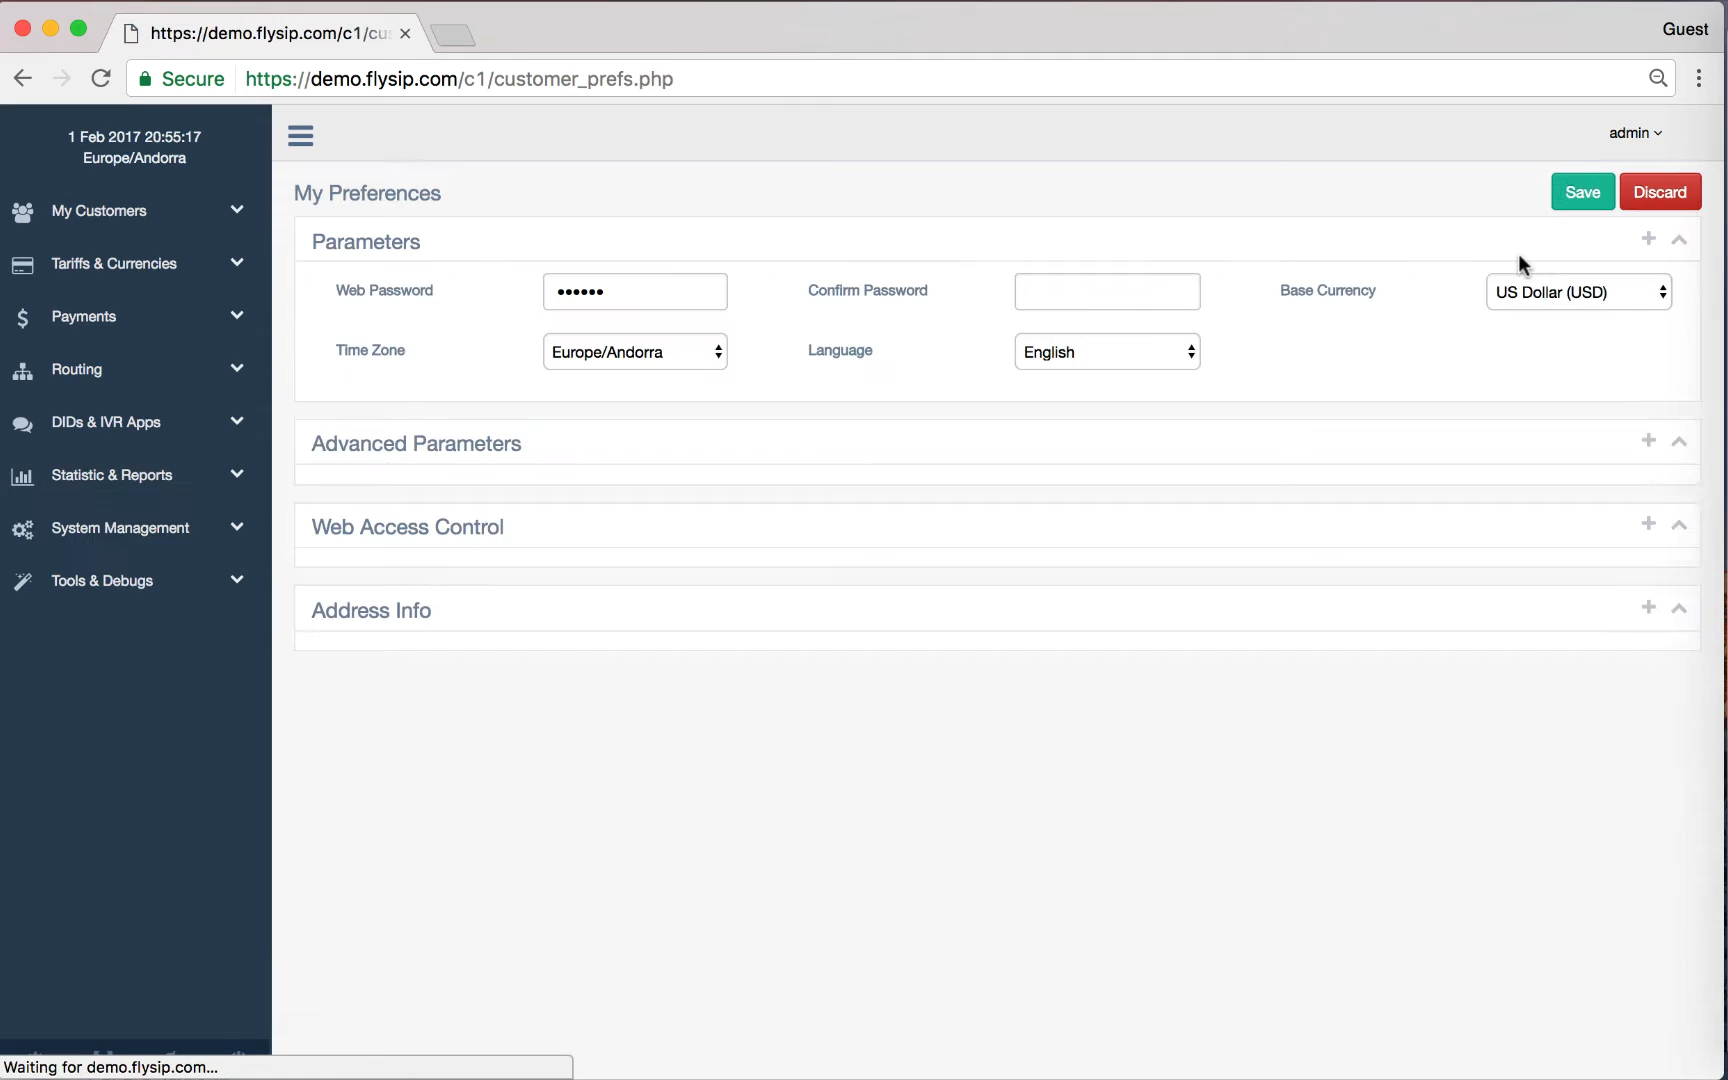 https://demo.flysip.com/c1/cus
Guest
Secure
https://demo.flysip.com/c1/customer_prefs.php
1 Feb 2017 20:55:17
Europe/Andorra
admin
My Customers
Tariffs & Currencies
Payments
Routing
DIDs & IVR Apps
Statistic & Reports
System Management
Tools & Debugs
My Preferences
Save
Discard
Parameters
Web Password
••••••
Confirm Password
Base Currency
US Dollar (USD)
Time Zone
Europe/Andorra
Language
English
Advanced Parameters
Web Access Control
Address Info
Waiting for demo.flysip.com...